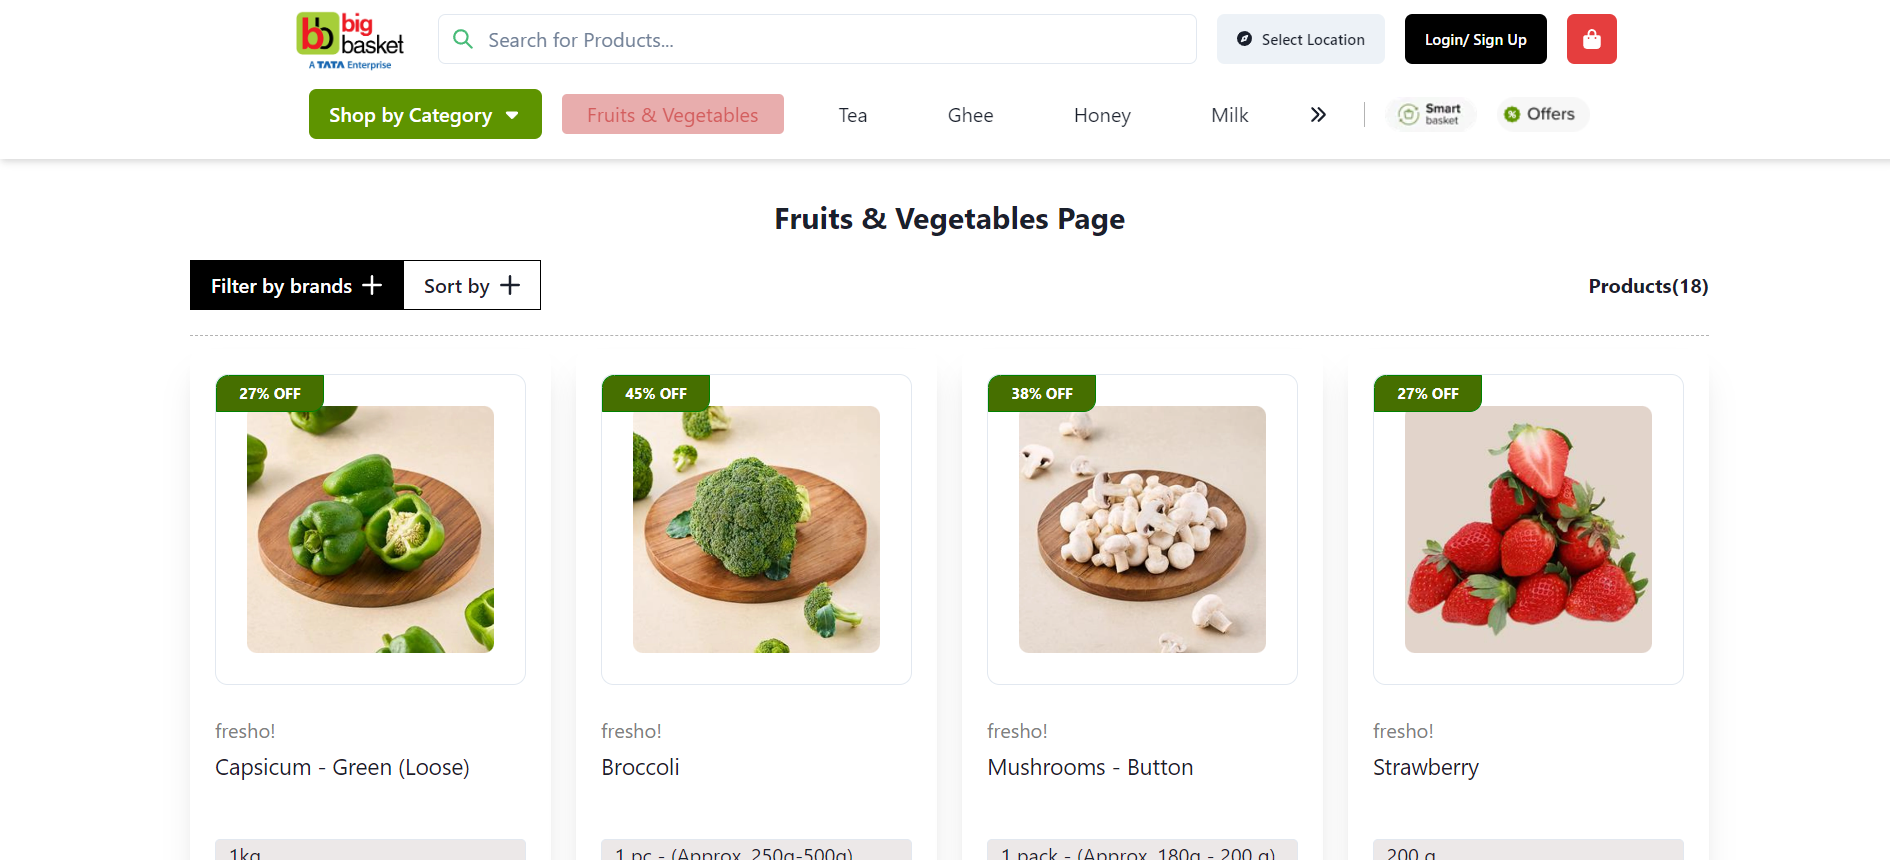 big
basket
A TATA Enterprise
Search for Products...
Select Location
Login/ Sign Up
Shop by Category
Fruits & Vegetables
Tea
Ghee
Honey
Milk
Smart
basket
Offers
Fruits & Vegetables Page
Filter by brands
Sort by
Products(18)
27% OFF
45% OFF
38% OFF
27% OFF
fresho!
Capsicum - Green (Loose)
fresho!
Broccoli
fresho!
Mushrooms - Button
fresho!
Strawberry
1kg
1 pc - (Approx. 250g-500g)
1 pack - (Approx. 180g - 200 g)
200 g